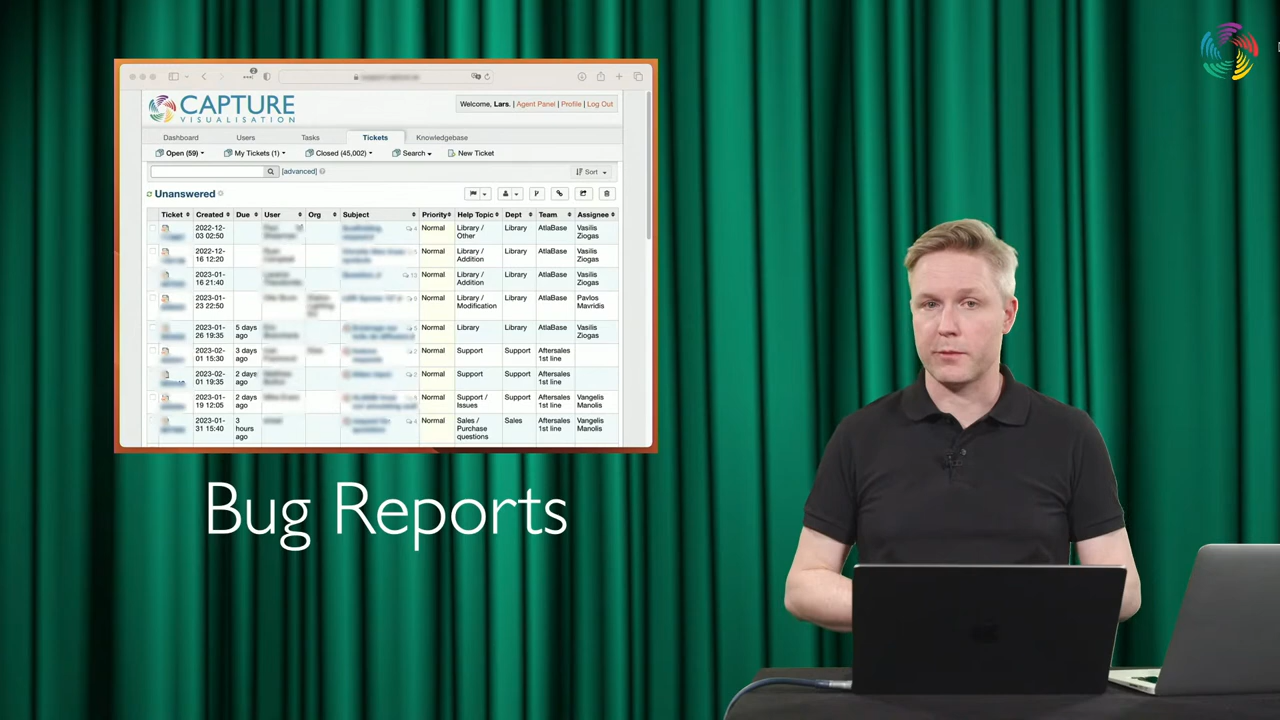 CAPTURE
VISUALISATION
Welcome, Lars. | Agent Panel | Profile | Log Out
Dashboard Users Tasks Tickets Knowledgebase
Open (59) My Tickets (1) Closed (45,002) Search New Ticket
[advanced] Sort
Unanswered
Ticket Created Due User Org Subject Priority Help Topic Dept Team Assignee
2022-12- Normal Library / Library AtlaBase Vasilis
03 02:50 Other Ziogas
2022-12- Normal Library / Library AtlaBase Vasilis
16 12:20 Addition Ziogas
2023-01- Normal Library / Library AtlaBase Vasilis
16 21:40 Addition Ziogas
2023-01- Normal Library / Library AtlaBase Pavlos
23 22:50 Modification Mavridis
2023-01- 5 days Normal Library Library AtlaBase Vasilis
26 19:35 ago Ziogas
2023-02- 3 days Normal Support Support Aftersales
01 15:30 ago 1st line
2023-02- 2 days Normal Support Support Aftersales
01 19:35 ago 1st line
2023-01- 2 days Normal Support / Support Aftersales Vangelis
19 12:05 ago Issues 1st line Manolis
2023-01- 3 Normal Sales / Sales Aftersales Vangelis
31 15:40 hours Purchase 1st line Manolis
ago questions
Bug Reports